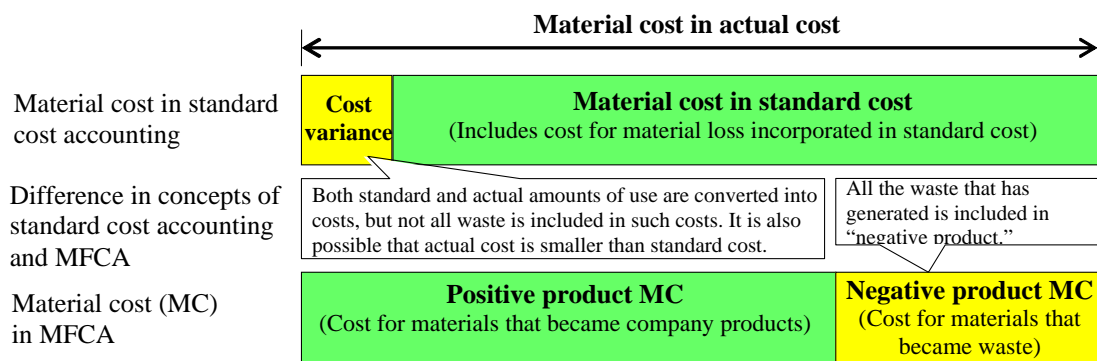 Material cost in actual cost
Material cost in standard
cost accounting
Cost
variance
Material cost in standard cost
(Includes cost for material loss incorporated in standard cost)
Difference in concepts of
standard cost accounting
and MFCA
Both standard and actual amounts of use are converted into
costs, but not all waste is included in such costs. It is also
possible that actual cost is smaller than standard cost.
All the waste that has
generated is included in
“negative product.”
Material cost (MC)
in MFCA
Positive product MC
(Cost for materials that became company products)
Negative product MC
(Cost for materials that
became waste)